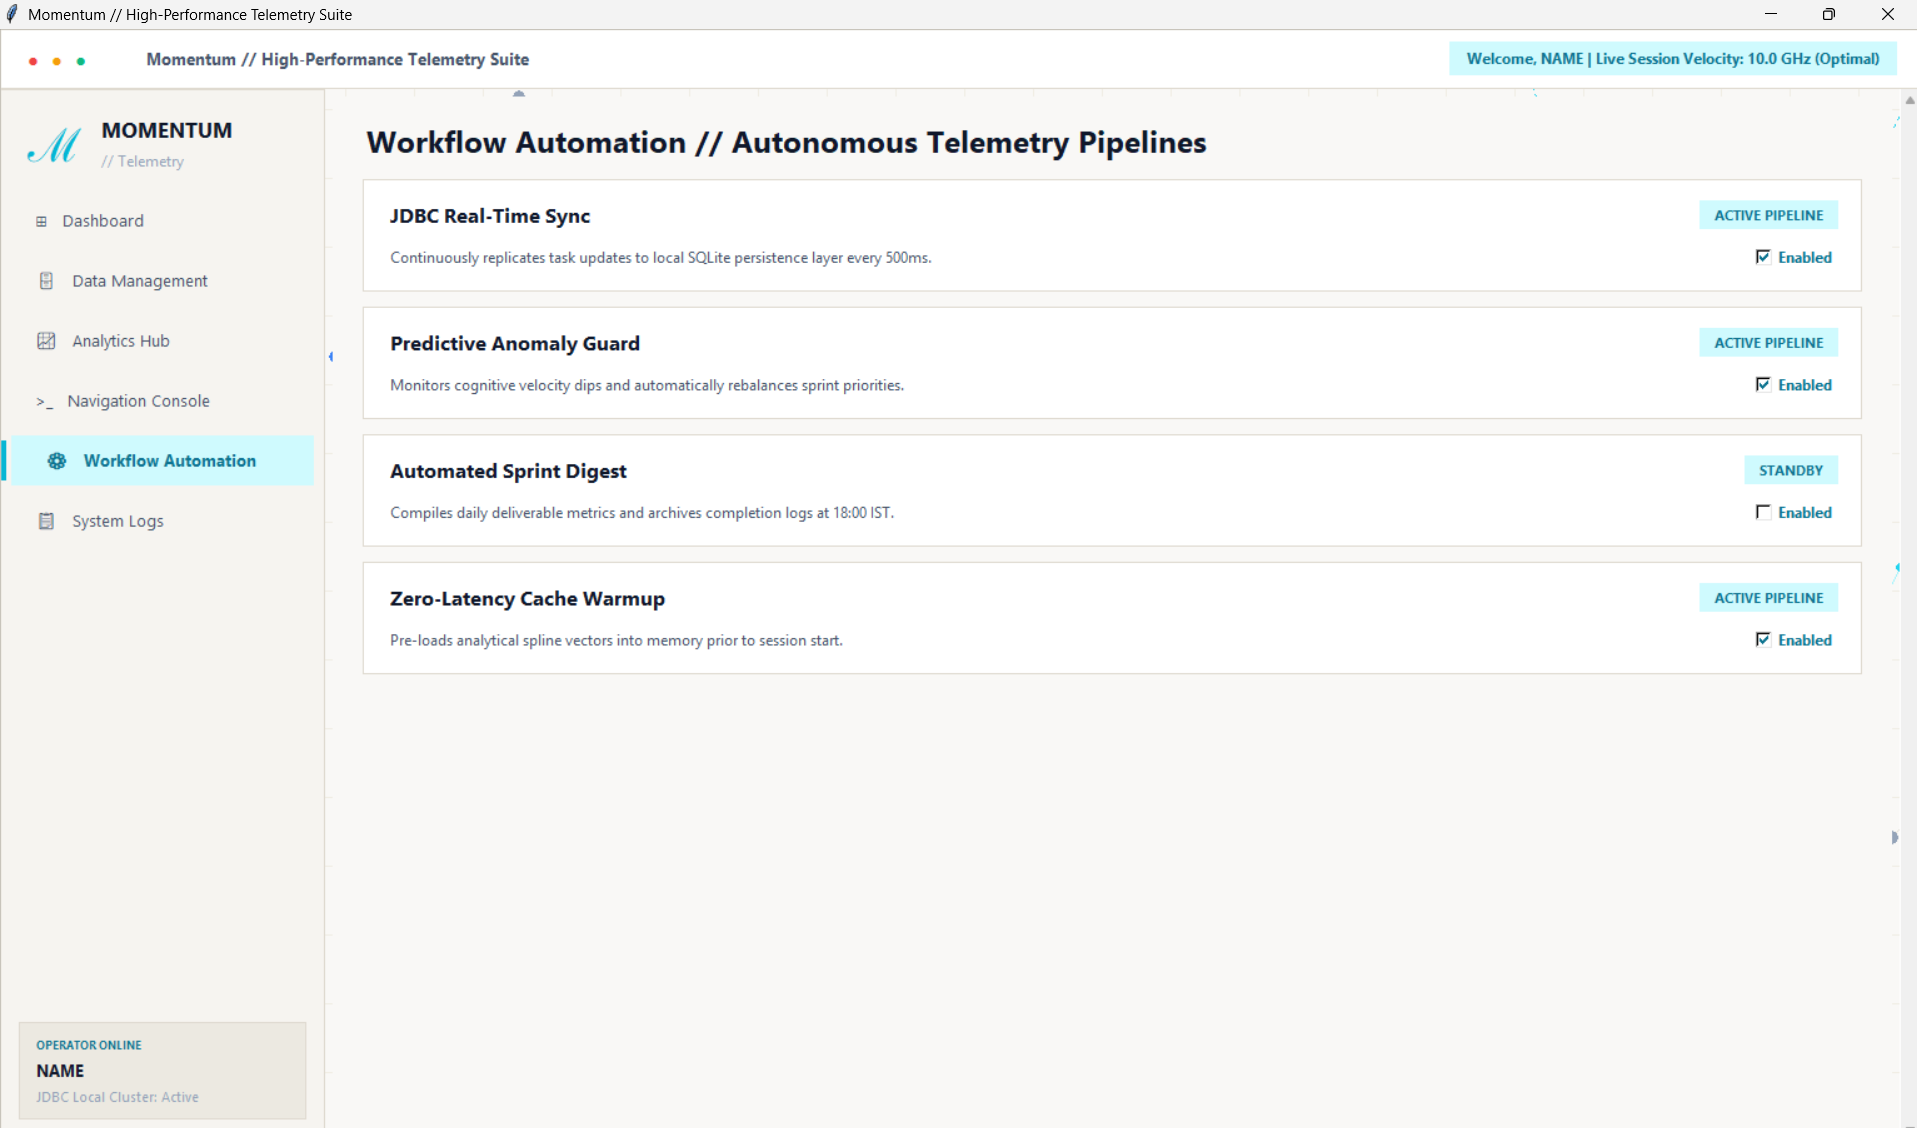 Momentum // High-Performance Telemetry Suite
Momentum // High-Performance Telemetry Suite
Welcome, NAME | Live Session Velocity: 10.0 GHz (Optimal)
M
MOMENTUM
// Telemetry
Dashboard
Data Management
Analytics Hub
>_ Navigation Console
Workflow Automation
System Logs
OPERATOR ONLINE
NAME
JDBC Local Cluster: Active
Workflow Automation // Autonomous Telemetry Pipelines
JDBC Real-Time Sync
ACTIVE PIPELINE
Continuously replicates task updates to local SQLite persistence layer every 500ms.
Enabled
Predictive Anomaly Guard
ACTIVE PIPELINE
Monitors cognitive velocity dips and automatically rebalances sprint priorities.
Enabled
Automated Sprint Digest
STANDBY
Compiles daily deliverable metrics and archives completion logs at 18:00 IST.
Enabled
Zero-Latency Cache Warmup
ACTIVE PIPELINE
Pre-loads analytical spline vectors into memory prior to session start.
Enabled